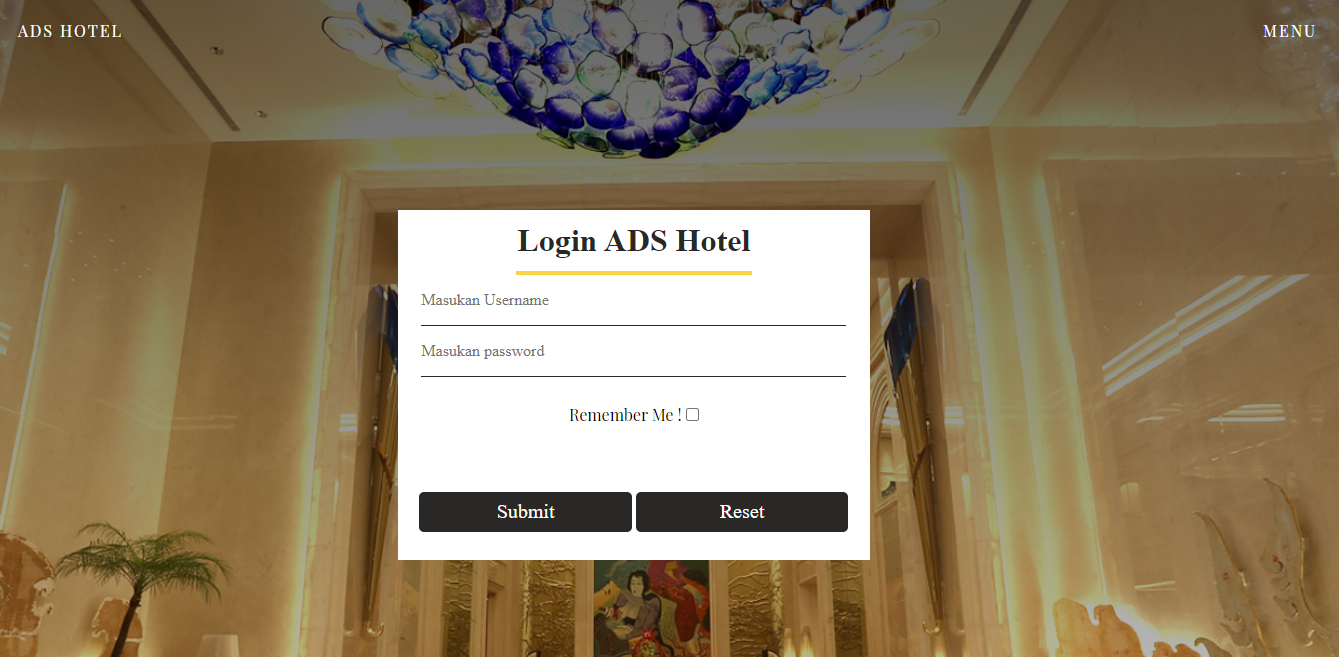 ADS HOTEL
MENU
Login ADS Hotel
Masukan Username
Masukan password
Remember Me !
Submit
Reset